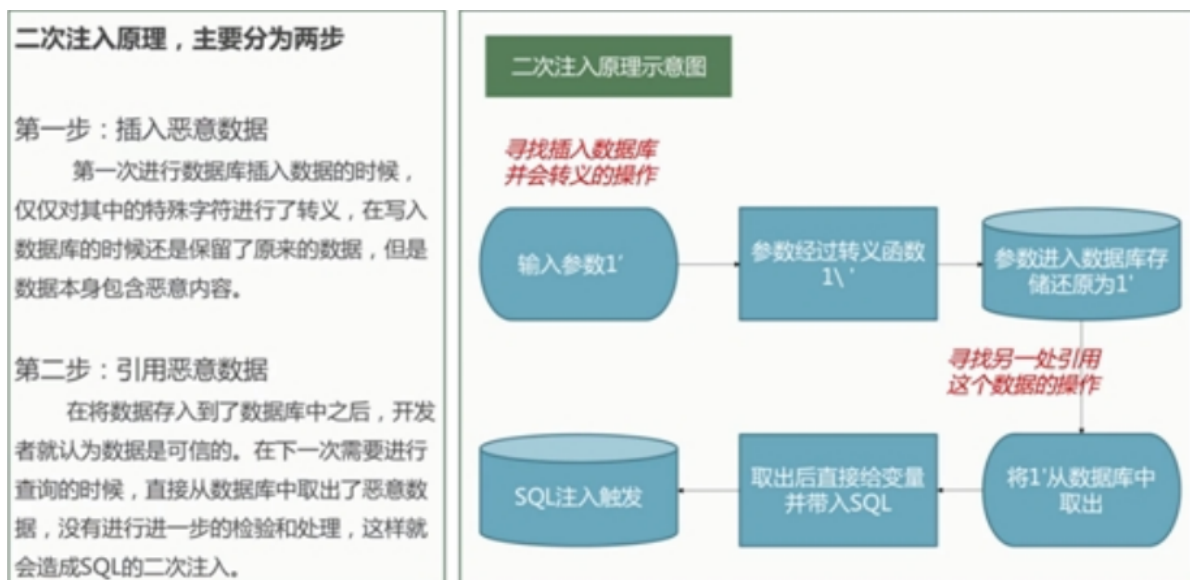 二次注入原理，主要分为两步
第一步：插入恶意数据
第一次进行数据库插入数据的时候，
仅仅对其中的特殊字符进行了转义，在写入
数据库的时候还是保留了原来的数据，但是
数据本身包含恶意内容。
第二步：引用恶意数据
在将数据存入到了数据库中之后，开发
者就认为数据是可信的。在下一次需要进行
查询的时候，直接从数据库中取出了恶意数
据，没有进行进一步的检验和处理，这样就
会造成SQL的二次注入。
二次注入原理示意图
寻找插入数据库
并会转义的操作
输入参数1'
参数经过转义函数
1\ '
参数进入数据库存
储还原为1'
寻找另一处引用
这个数据的操作
将1'从数据库中
取出
取出后直接给变量
并带入SQL
SQL注入触发